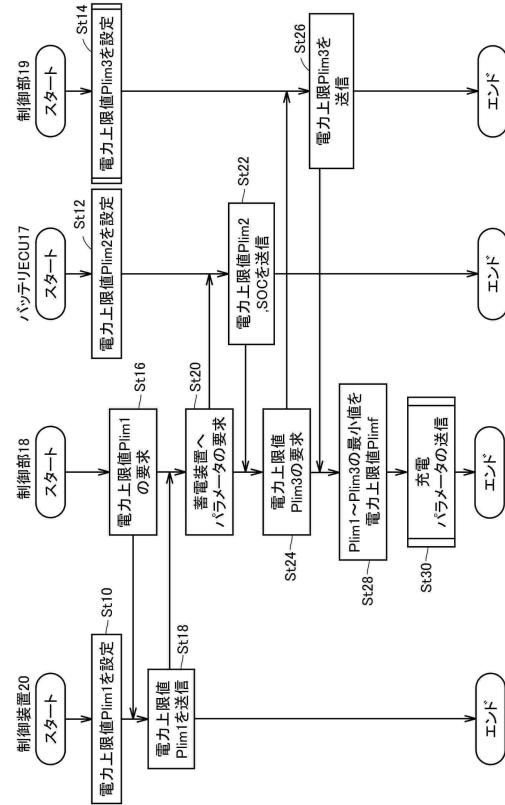 制御装置20
スタート
電力上限値Plim1を設定
St10
電力上限値
Plim1を送信
St18
エンド
制御部18
スタート
電力上限値Plim1
の要求
St16
蓄電装置へ
パラメータの要求
St20
電力上限値
Plim3の要求
St24
Plim1～Plim3の最小値を
電力上限値Plimf
St28
充電
パラメータの送信
St30
エンド
バッテリECU17
スタート
電力上限値Plim2を設定
St12
電力上限値Plim2
,SOCを送信
St22
エンド
制御部19
スタート
電力上限値Plim3を設定
St14
電力上限Plim3を
送信
St26
エンド